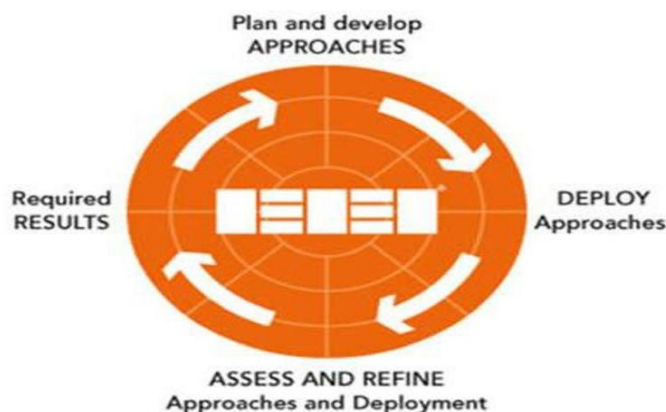 Plan and develop
APPROACHES
Required
RESULTS
DEPLOY
Approaches
ASSESS AND REFINE
Approaches and Deployment